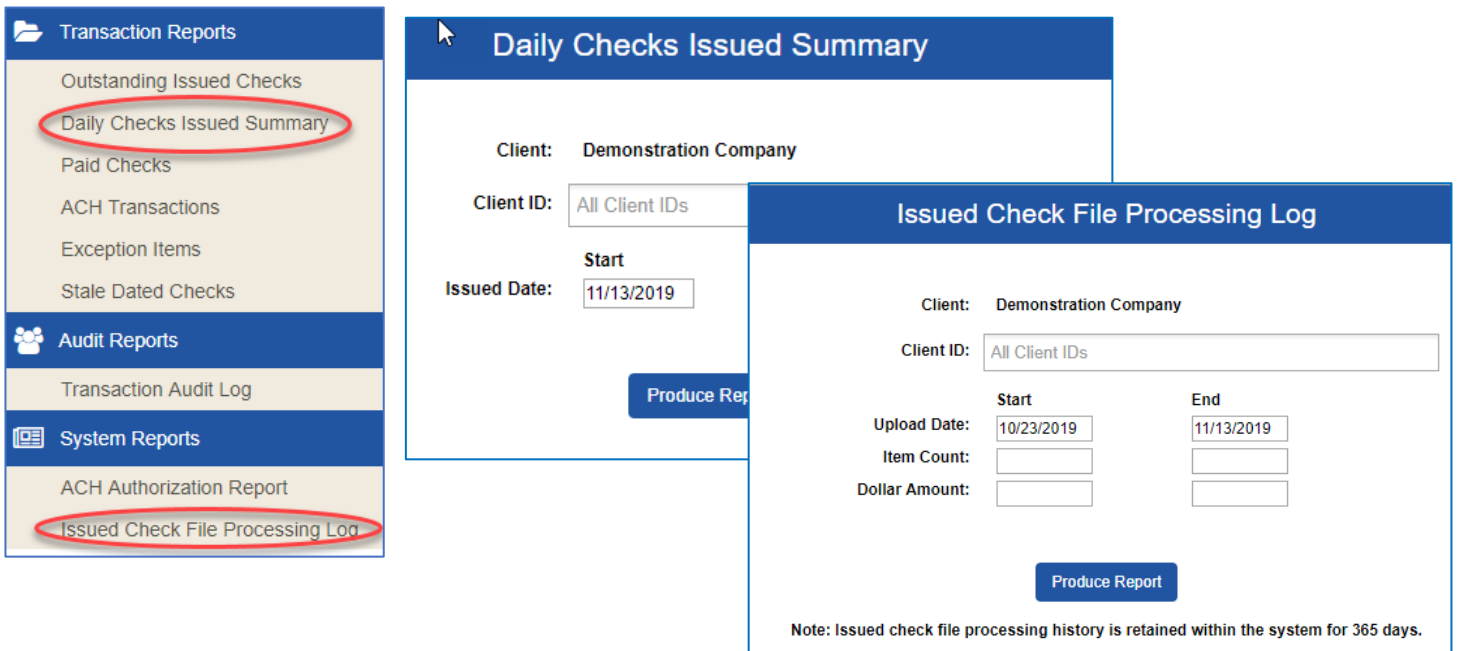 Transaction Reports
Outstanding Issued Checks
Daily Checks Issued Summary
Paid Checks
ACH Transactions
Exception Items
Stale Dated Checks
Audit Reports
Transaction Audit Log
System Reports
ACH Authorization Report
Issued Check File Processing Log
Daily Checks Issued Summary
Client: Demonstration Company
Client ID: All Client IDs
Start
Issued Date: 11/13/2019
Produce Rep
Issued Check File Processing Log
Client: Demonstration Company
Client ID: All Client IDs
Start End
Upload Date: 10/23/2019 11/13/2019
Item Count:
Dollar Amount:
Produce Report
Note: Issued check file processing history is retained within the system for 365 days.